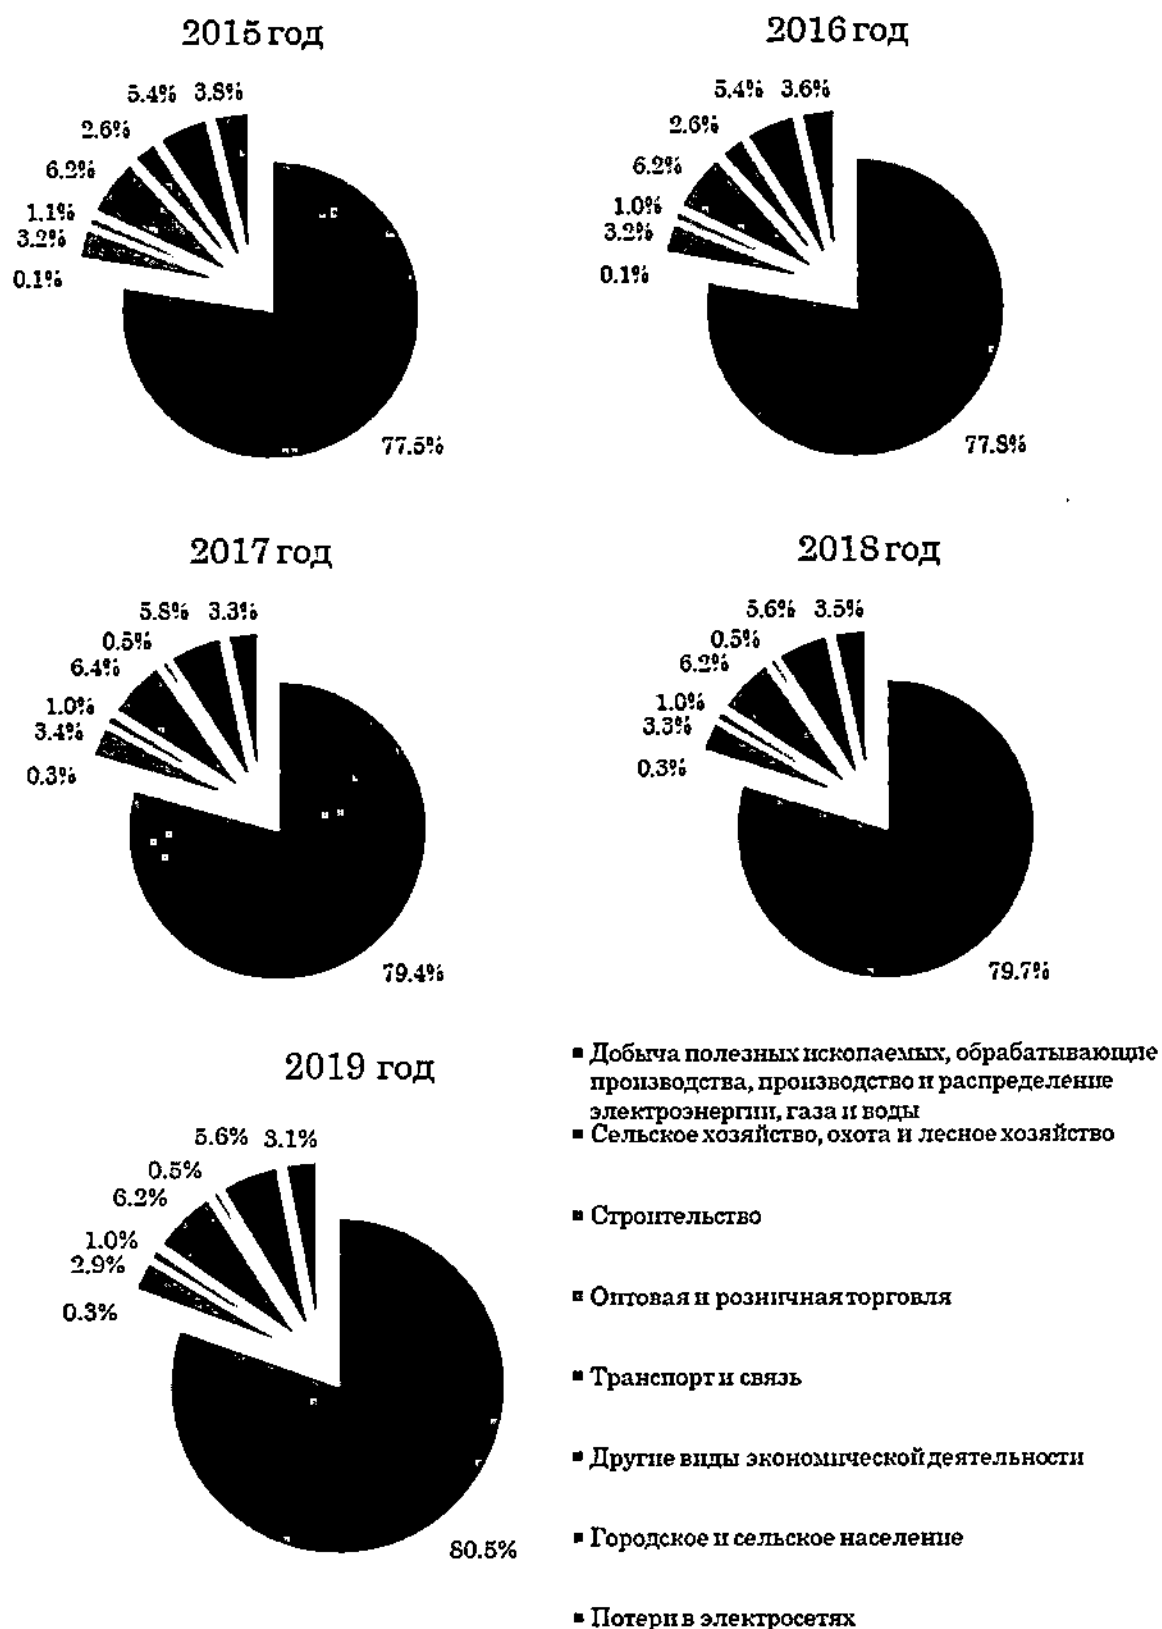 2015 год
5.4% 3.8%
2.6%
6.2%
1.1%
3.2%
0.1%
77.5%
2016 год
5.4% 3.6%
2.6%
6.2%
1.0%
3.2%
0.1%
77.8%
2017 год
5.8% 3.3%
0.5%
6.4%
1.0%
3.4%
0.3%
79.4%
2018 год
5.6% 3.5%
0.5%
6.2%
1.0%
3.3%
0.3%
79.7%
2019 год
5.6% 3.1%
0.5%
6.2%
1.0%
2.9%
0.3%
80.5%
Добыча полезных ископаемых, обрабатывающие
производства, производство и распределение
электроэнергии, газа и воды
Сельское хозяйство, охота и лесное хозяйство
Строительство
Оптовая и розничная торговля
Транспорт и связь
Другие виды экономической деятельности
Городское и сельское население
Потери в электросетях